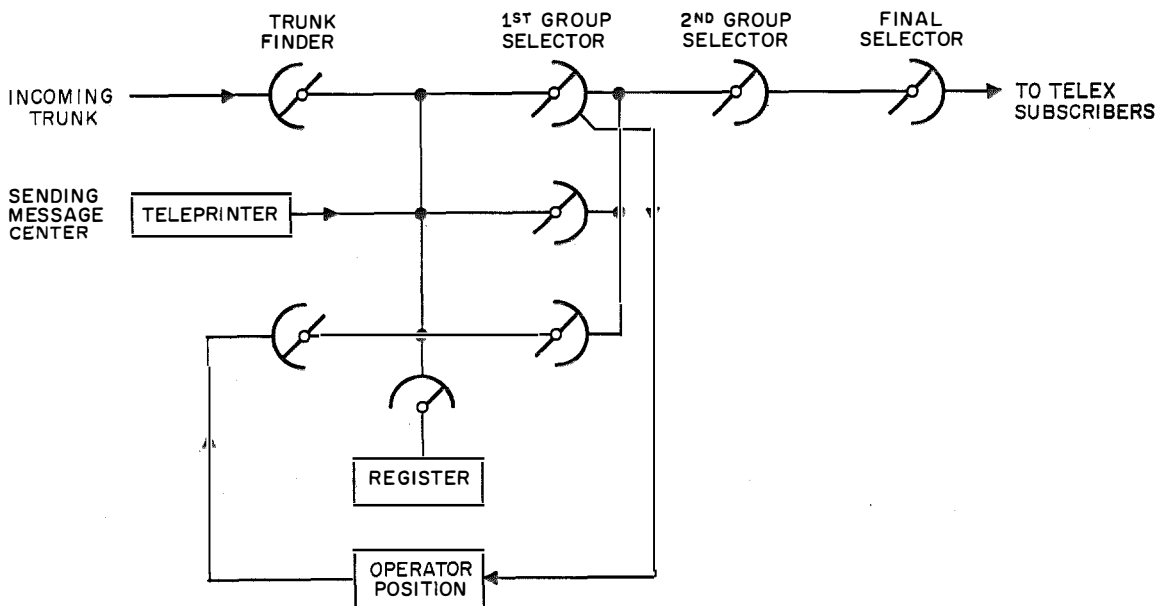 TRUNK
FINDER
1ST GROUP
SELECTOR
2ND GROUP
SELECTOR
FINAL
SELECTOR
INCOMING
TRUNK
TO TELEX
SUBSCRIBERS
SENDING
MESSAGE
CENTER
TELEPRINTER
REGISTER
OPERATOR
POSITION